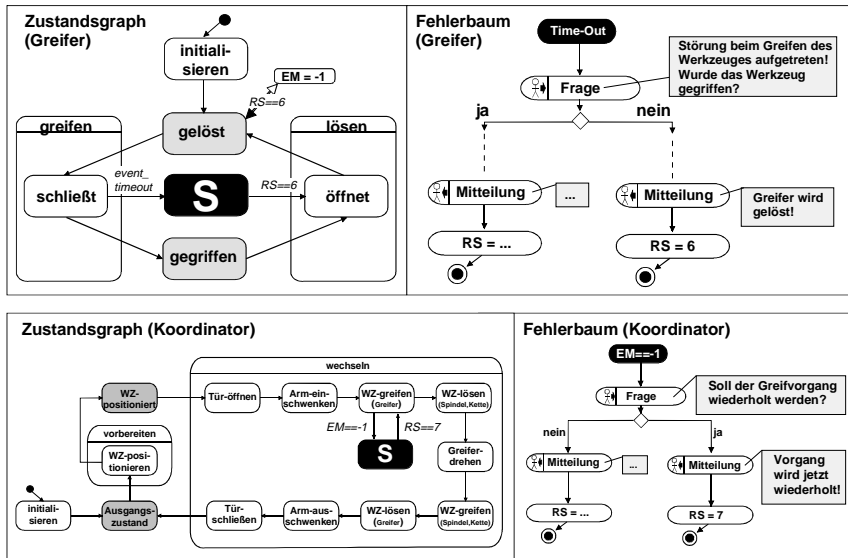 Zustandsgraph
(Greifer)
initiali-
sieren
EM = -1
RS==6
greifen
gelöst
lösen
schließt
event_
timeout
S
RS==6
öffnet
gegriffen
Fehlerbaum
(Greifer)
Time-Out
Störung beim Greifen des
Werkzeuges aufgetreten!
Wurde das Werkzeug
gegriffen?
Frage
ja
nein
Mitteilung
...
Mitteilung
Greifer wird
gelöst!
RS = ...
RS = 6
Zustandsgraph (Koordinator)
wechseln
WZ-
positioniert
Tür-öffnen
Arm-ein-
schwenken
WZ-greifen
(Greifer)
WZ-lösen
(Spindel,Kette)
EM==-1
RS==7
S
vorbereiten
WZ-posi-
tionieren
Greifer-
drehen
initiali-
sieren
Ausgangs-
zustand
Tür-
schließen
Arm-aus-
schwenken
WZ-lösen
(Greifer)
WZ-greifen
(Spindel,Kette)
Fehlerbaum (Koordinator)
EM==-1
Frage
Soll der Greifvorgang
wiederholt werden?
nein
ja
Mitteilung
...
Mitteilung
Vorgang
wird jetzt
wiederholt!
RS = ...
RS = 7